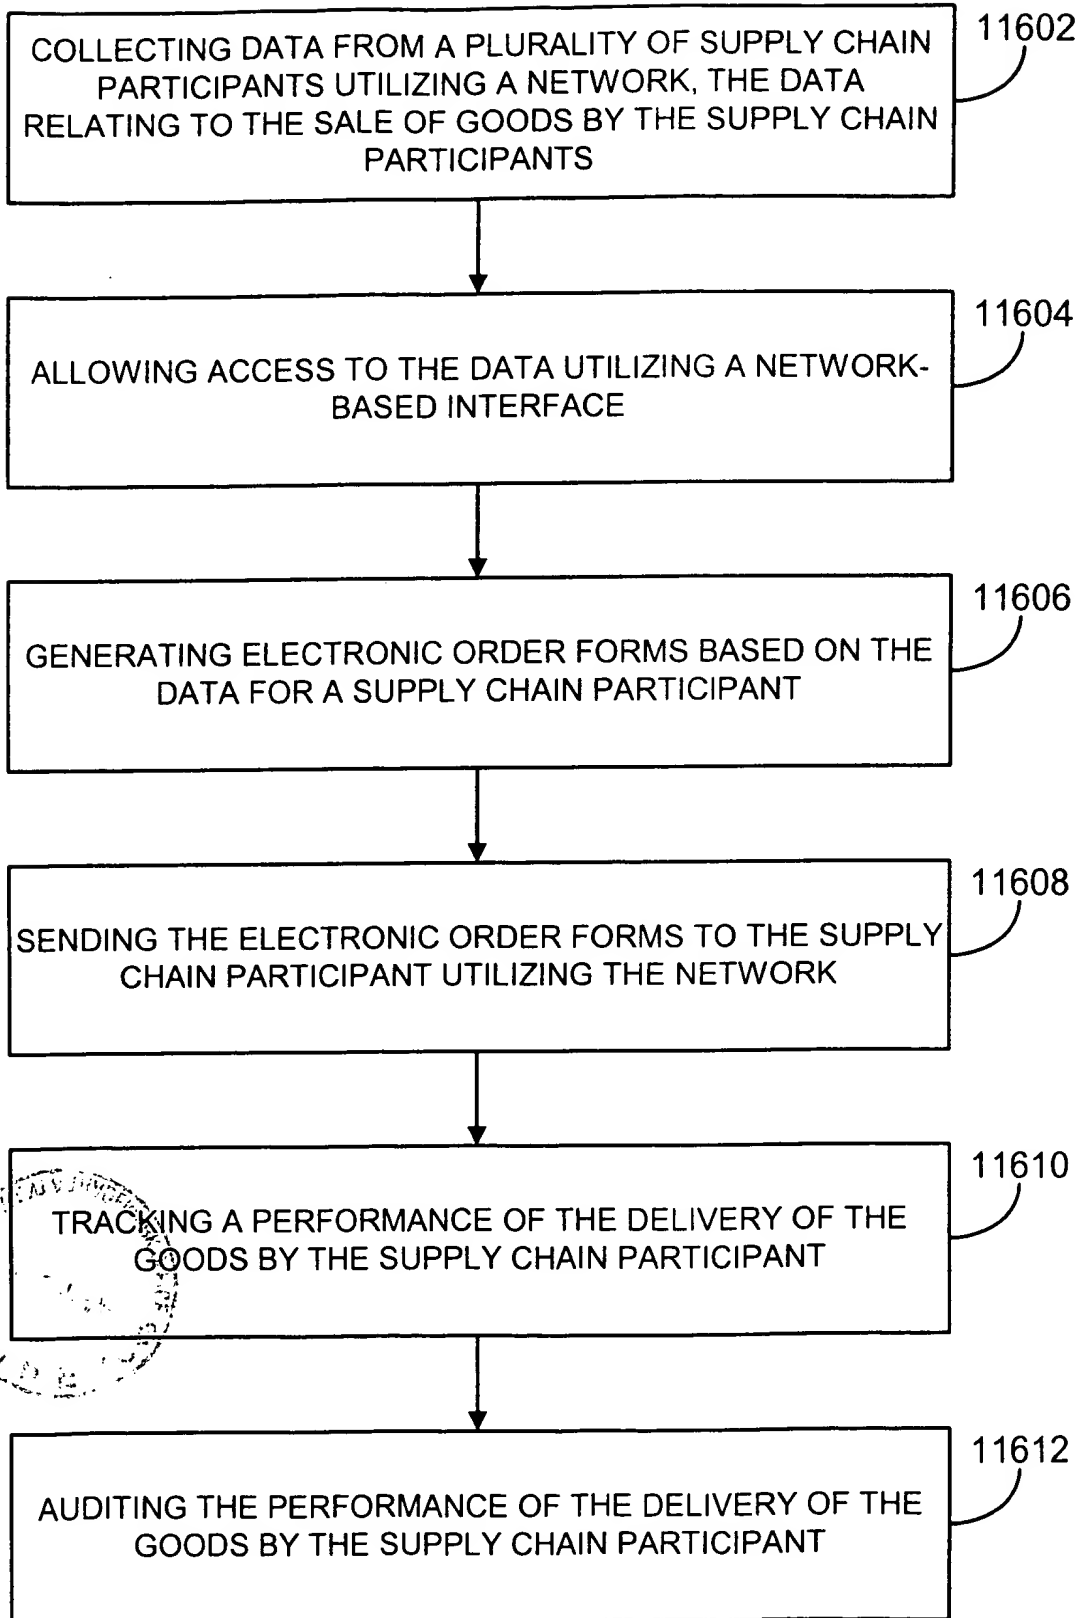 COLLECTING DATA FROM A PLURALITY OF SUPPLY CHAIN
PARTICIPANTS UTILIZING A NETWORK, THE DATA
RELATING TO THE SALE OF GOODS BY THE SUPPLY CHAIN
PARTICIPANTS
11602
ALLOWING ACCESS TO THE DATA UTILIZING A NETWORK-
BASED INTERFACE
11604
GENERATING ELECTRONIC ORDER FORMS BASED ON THE
DATA FOR A SUPPLY CHAIN PARTICIPANT
11606
SENDING THE ELECTRONIC ORDER FORMS TO THE SUPPLY
CHAIN PARTICIPANT UTILIZING THE NETWORK
11608
TRACKING A PERFORMANCE OF THE DELIVERY OF THE
GOODS BY THE SUPPLY CHAIN PARTICIPANT
11610
AUDITING THE PERFORMANCE OF THE DELIVERY OF THE
GOODS BY THE SUPPLY CHAIN PARTICIPANT
11612